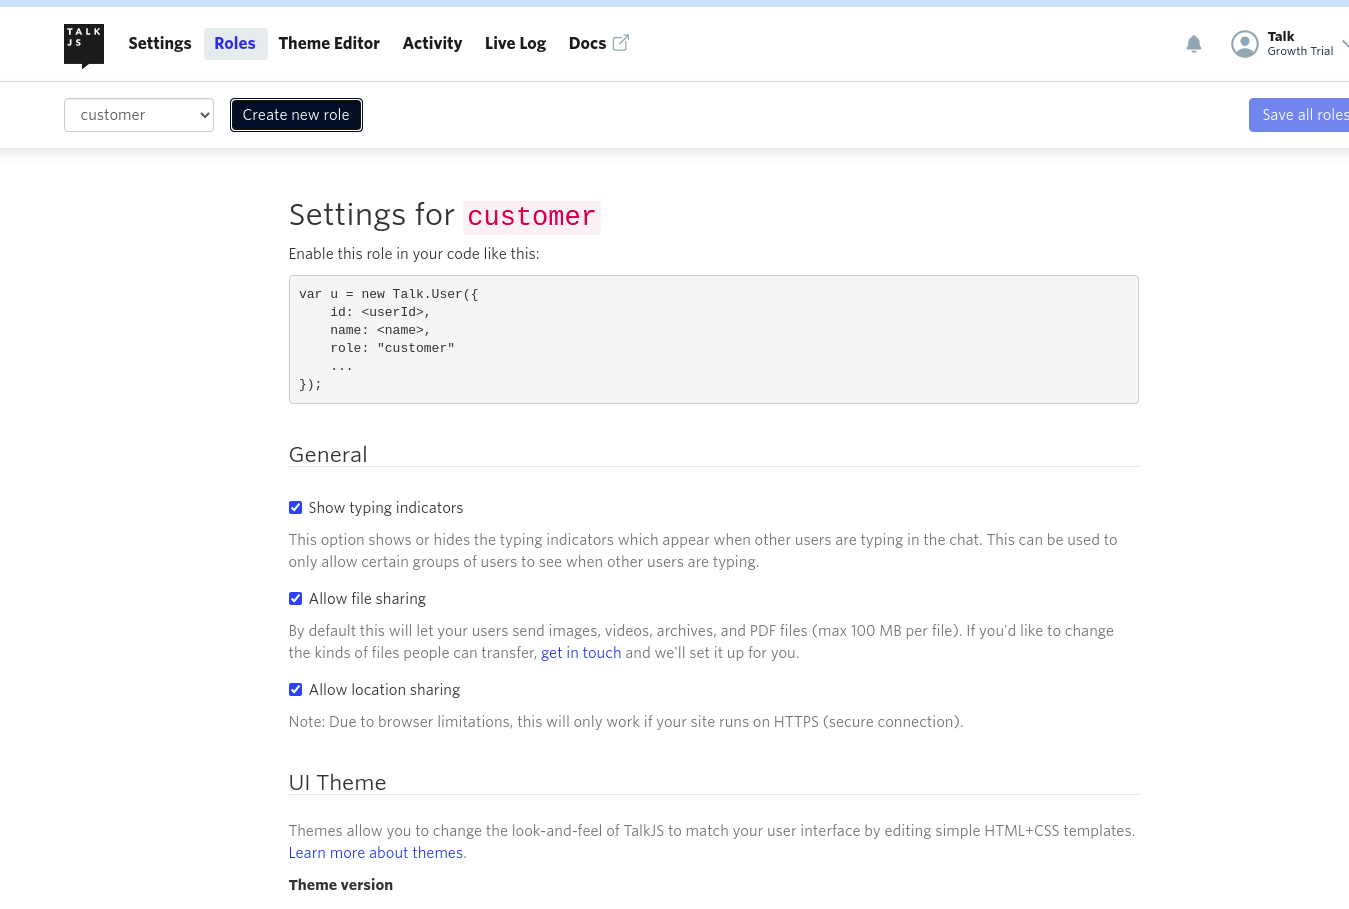 TALK
JS
Settings Roles Theme Editor Activity Live Log Docs
Talk
Growth Trial
customer
Create new role
Save all roles
Settings for customer
Enable this role in your code like this:
var u = new Talk.User({
    id: <userId>,
    name: <name>,
    role: "customer"
    ...
});
General
Show typing indicators
This option shows or hides the typing indicators which appear when other users are typing in the chat. This can be used to
only allow certain groups of users to see when other users are typing.
Allow file sharing
By default this will let your users send images, videos, archives, and PDF files (max 100 MB per file). If you'd like to change
the kinds of files people can transfer, get in touch and we'll set it up for you.
Allow location sharing
Note: Due to browser limitations, this will only work if your site runs on HTTPS (secure connection).
UI Theme
Themes allow you to change the look-and-feel of TalkJS to match your user interface by editing simple HTML+CSS templates.
Learn more about themes.
Theme version